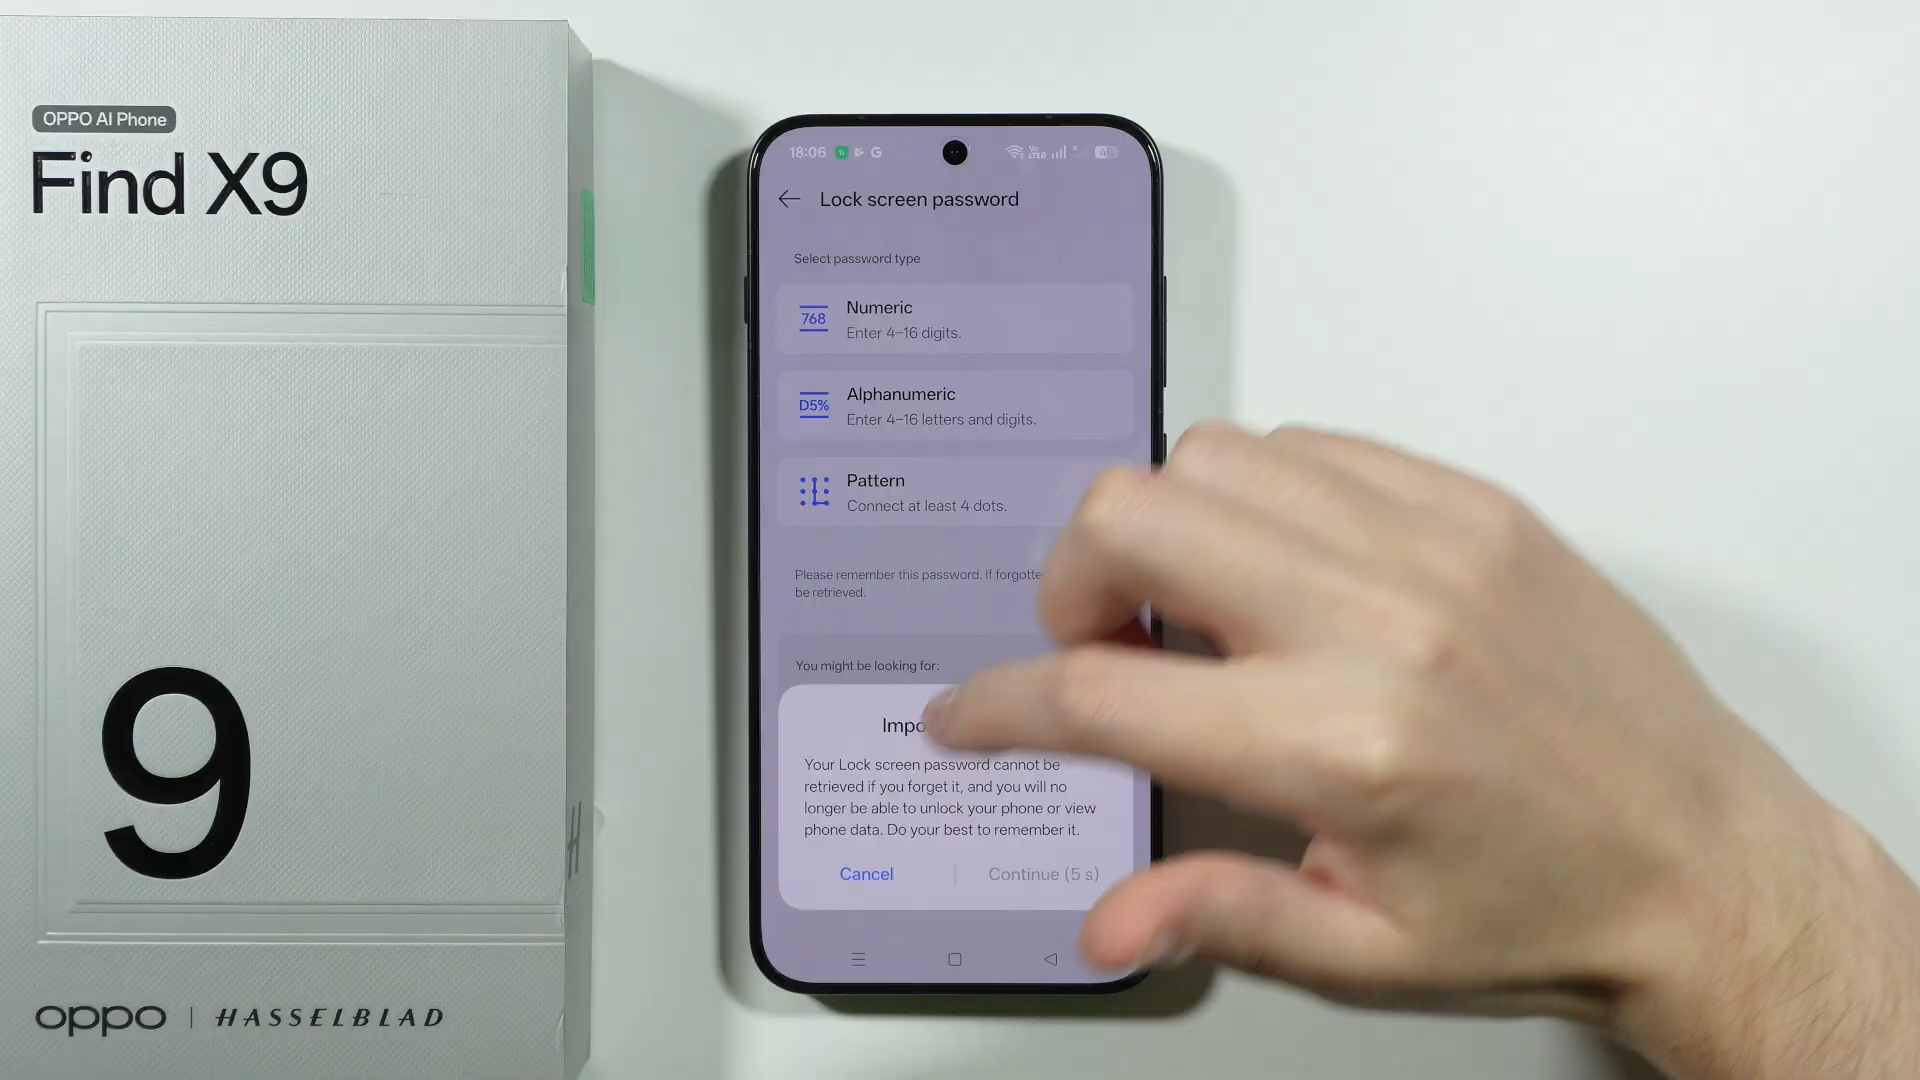 OPPO AI Phone
Find X9
9
oppo | HASSELBLAD
H
18:06
Vo
LTE
Lock screen password
Select password type
768
Numeric
Enter 4–16 digits.
D5%
Alphanumeric
Enter 4–16 letters and digits.
Pattern
Connect at least 4 dots.
Please remember this password. If
be retrieved.
You might be looking for:
Your Lock screen password cannot be
retrieved if you forget it, and you will no
longer be able to unlock your phone or view
phone data. Do your best to remember it.
Cancel
Continue (5 s)